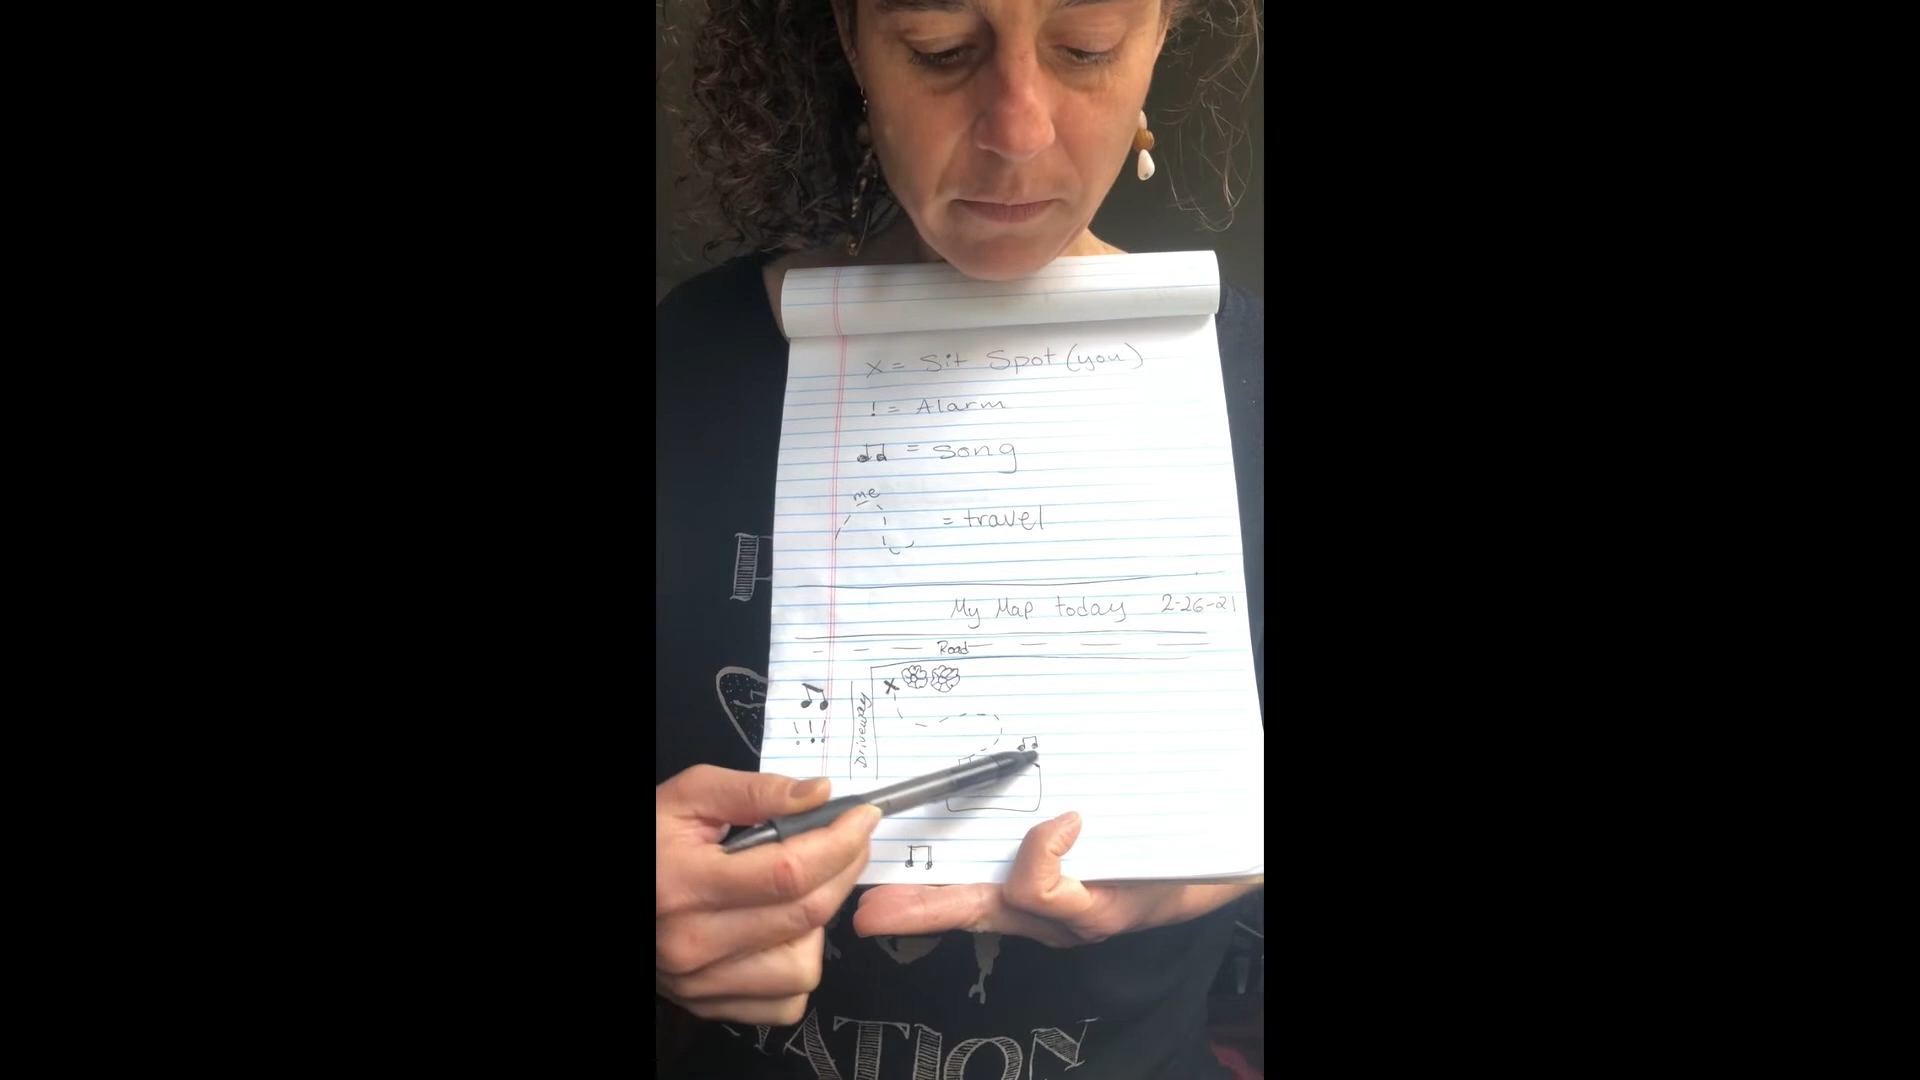 x = Sit Spot (you)
! = Alarm
♫ = song
me
= travel
My Map today 2-26-21
Road
x
Driveway
!!!